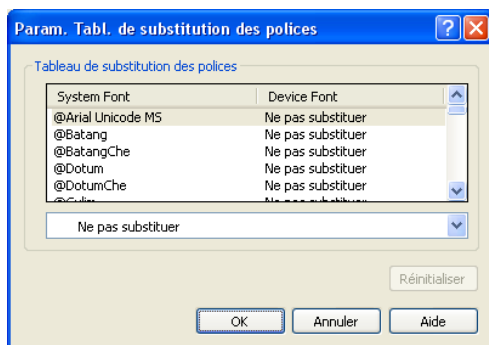 Param. Tabl. de substitution des polices
Tableau de substitution des polices
System Font Device Font
@Arial Unicode MS Ne pas substituer
@Batang Ne pas substituer
@BatangChe Ne pas substituer
@Dotum Ne pas substituer
@DotumChe Ne pas substituer
Ne pas substituer
Réinitialiser
OK Annuler Aide